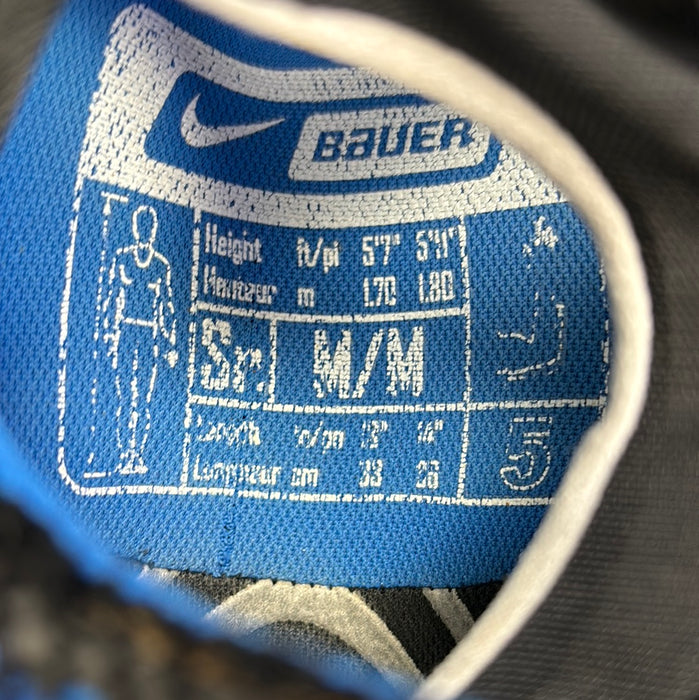 BAUER
Height ft/pi 5'7" 5'11"
Hauteur m 1.70 1.80
Sr. M/M
Length in/po 13" 14"
Longueur cm 33 36
5